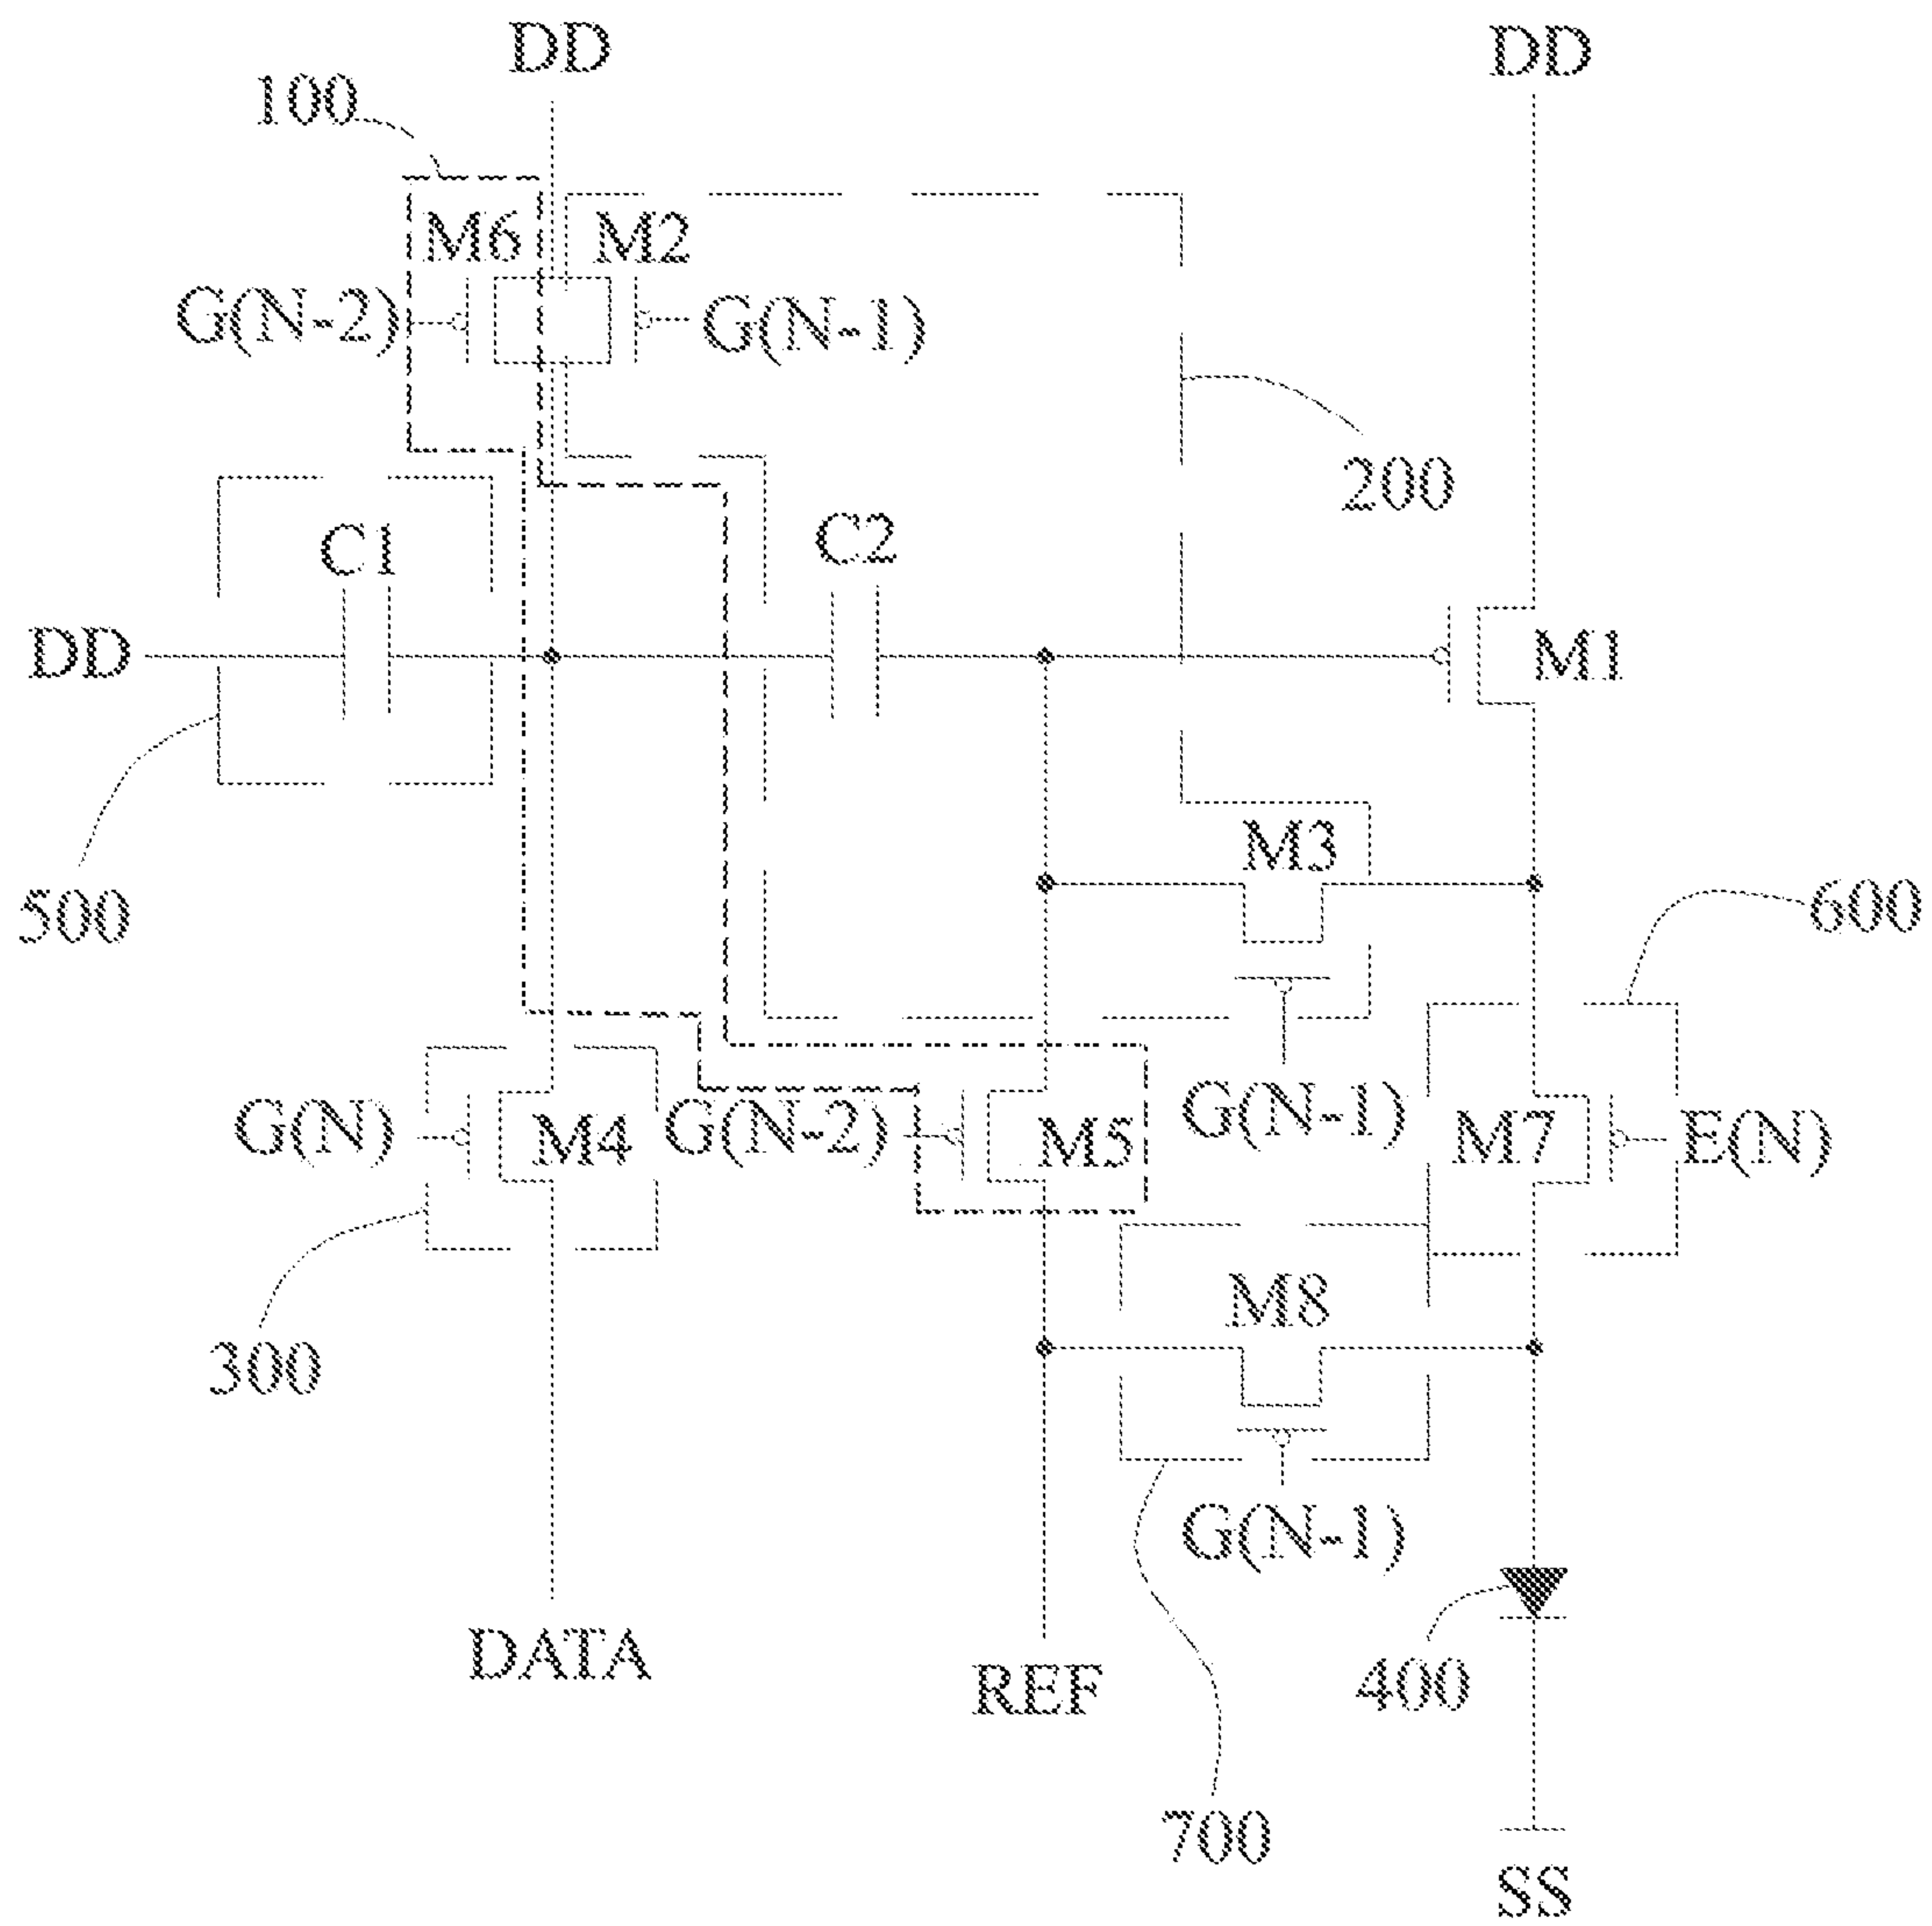 DD
DD
100
M6
M2
G(N-2)
G(N-1)
200
C1
C2
DD
M1
M3
500
600
G(N)
M4
G(N-2)
M5
G(N-1)
M7
E(N)
M8
300
G(N-1)
DATA
REF
400
700
SS